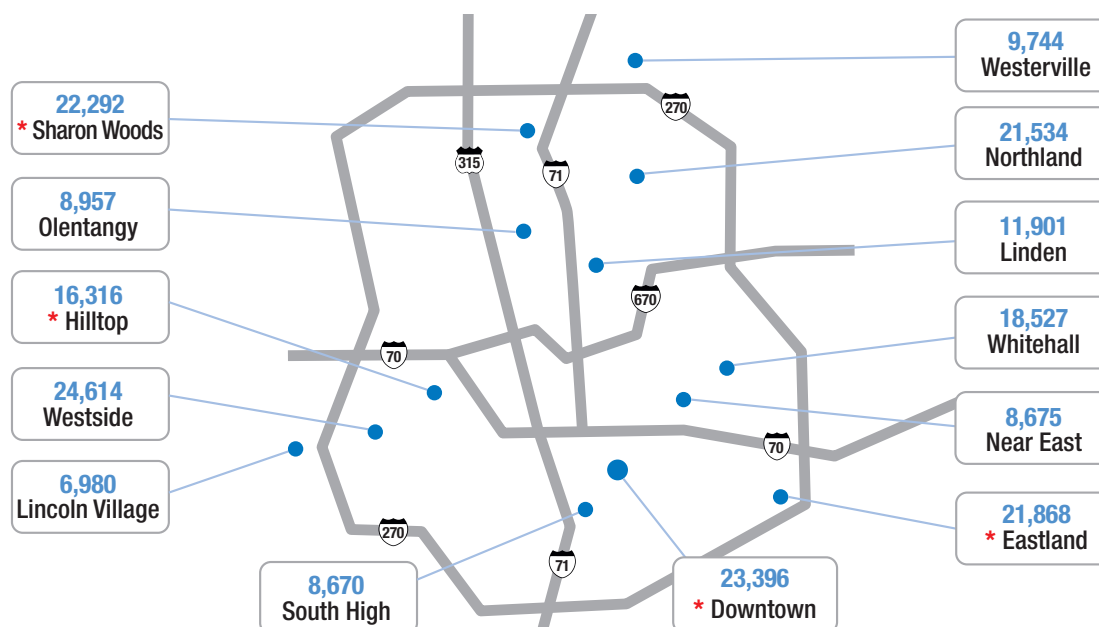 9,744
Westerville
22,292
* Sharon Woods
270
21,534
Northland
315
71
8,957
Olentangy
11,901
Linden
16,316
* Hilltop
670
18,527
Whitehall
70
24,614
Westside
8,675
Near East
70
6,980
Lincoln Village
21,868
* Eastland
270
71
8,670
South High
23,396
* Downtown